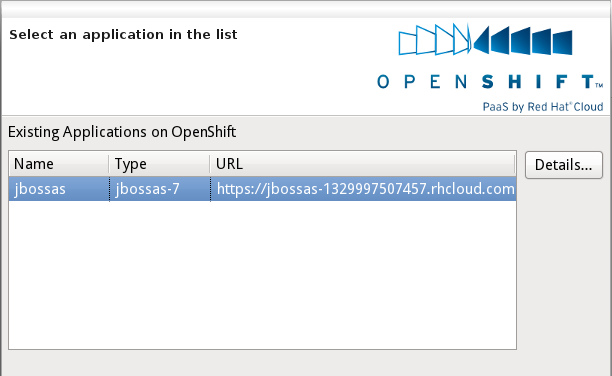 Select an application in the list
OPENSHIFT™
PaaS by Red Hat® Cloud
Existing Applications on OpenShift
Name Type URL
Details...
jbossas jbossas-7 https://jbossas-1329997507457.rhcloud.com